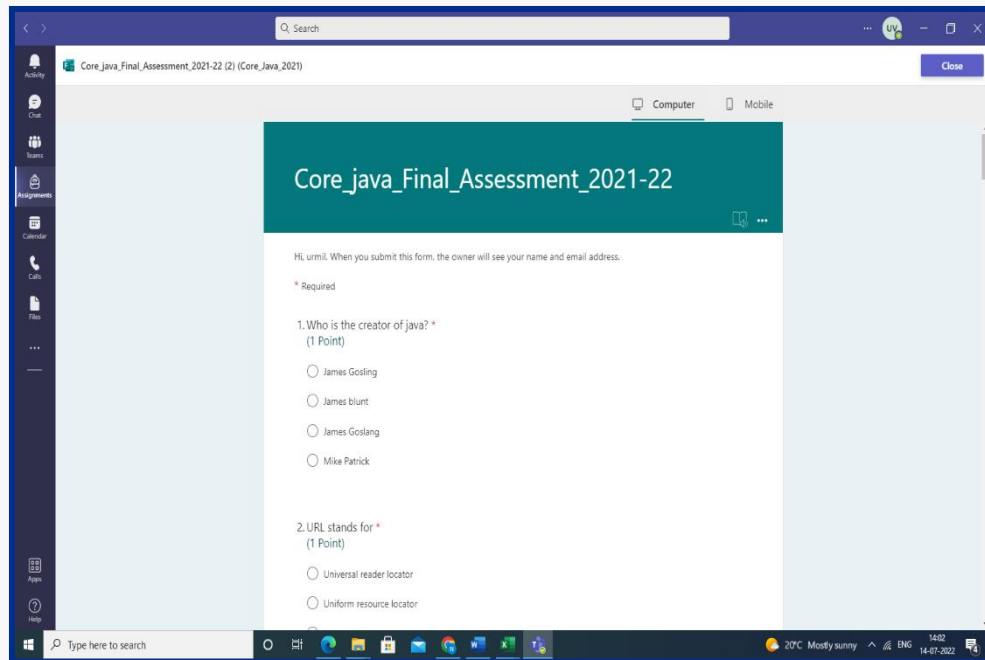 Search
UV
Activity
Core_java_Final_Assessment_2021-22 (2) (Core_Java_2021)
Close
Chat
Computer
Mobile
Teams
Assignments
Calendar
Calls
Files
Core_java_Final_Assessment_2021-22
Hi, urmil. When you submit this form, the owner will see your name and email address.
* Required
1. Who is the creator of java? *
(1 Point)
James Gosling
James blunt
James Goslang
Mike Patrick
2. URL stands for *
(1 Point)
Universal reader locator
Uniform resource locator
Apps
Help
Type here to search
20°C Mostly sunny
ENG
14:02
14-07-2022
4